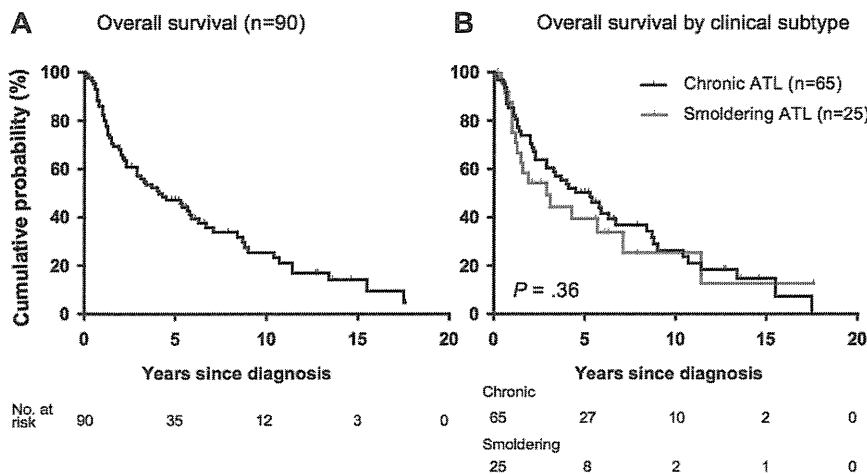 A Overall survival (n=90)
Cumulative probability (%)
100
80
60
40
20
0
0 5 10 15 20
Years since diagnosis
No. at
risk 90 35 12 3 0
B Overall survival by clinical subtype
Chronic ATL (n=65)
Smoldering ATL (n=25)
100
80
60
40
20
0
P = .36
0 5 10 15 20
Years since diagnosis
Chronic
65 27 10 2 0
Smoldering
25 8 2 1 0